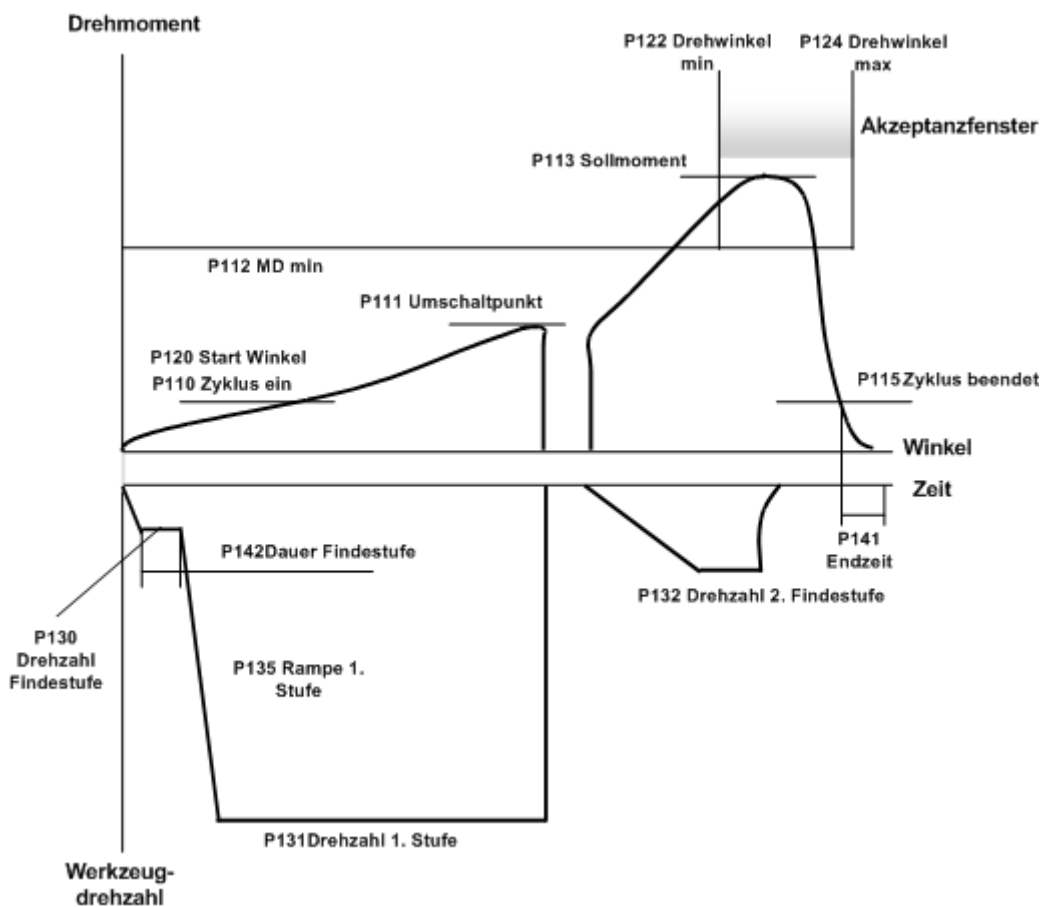 Drehmoment
P122 Drehwinkel
min
P124 Drehwinkel
max
Akzeptanzfenster
P113 Sollmoment
P112 MD min
P111 Umschaltpunkt
P120 Start Winkel
P110 Zyklus ein
P115 Zyklus beendet
Winkel
Zeit
P142Dauer Findestufe
P141
Endzeit
P132 Drehzahl 2. Findestufe
P130
Drehzahl
Findestufe
P135 Rampe 1.
Stufe
P131Drehzahl 1. Stufe
Werkzeug-
drehzahl